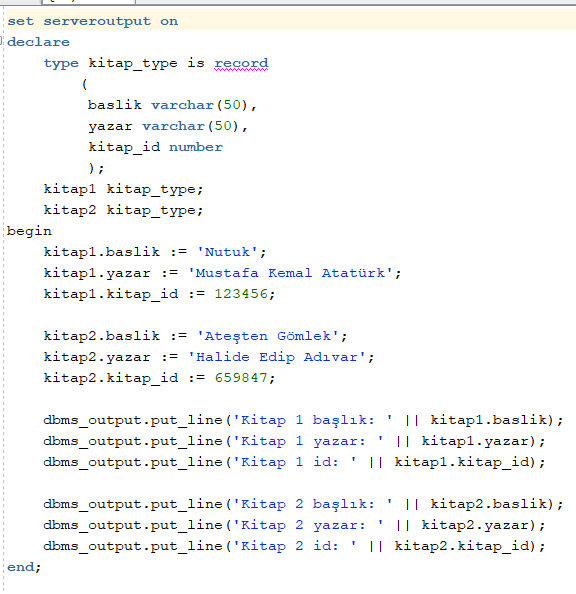 set serveroutput on
declare
type kitap_type is record
(
baslik varchar(50),
yazar varchar(50),
kitap_id number
);
kitap1 kitap_type;
kitap2 kitap_type;
begin
kitap1.baslik := 'Nutuk';
kitap1.yazar := 'Mustafa Kemal Atatürk';
kitap1.kitap_id := 123456;
kitap2.baslik := 'Ateşten Gömlek';
kitap2.yazar := 'Halide Edip Adıvar';
kitap2.kitap_id := 659847;
dbms_output.put_line('Kitap 1 başlık: ' || kitap1.baslik);
dbms_output.put_line('Kitap 1 yazar: ' || kitap1.yazar);
dbms_output.put_line('Kitap 1 id: ' || kitap1.kitap_id);
dbms_output.put_line('Kitap 2 başlık: ' || kitap2.baslik);
dbms_output.put_line('Kitap 2 yazar: ' || kitap2.yazar);
dbms_output.put_line('Kitap 2 id: ' || kitap2.kitap_id);
end;